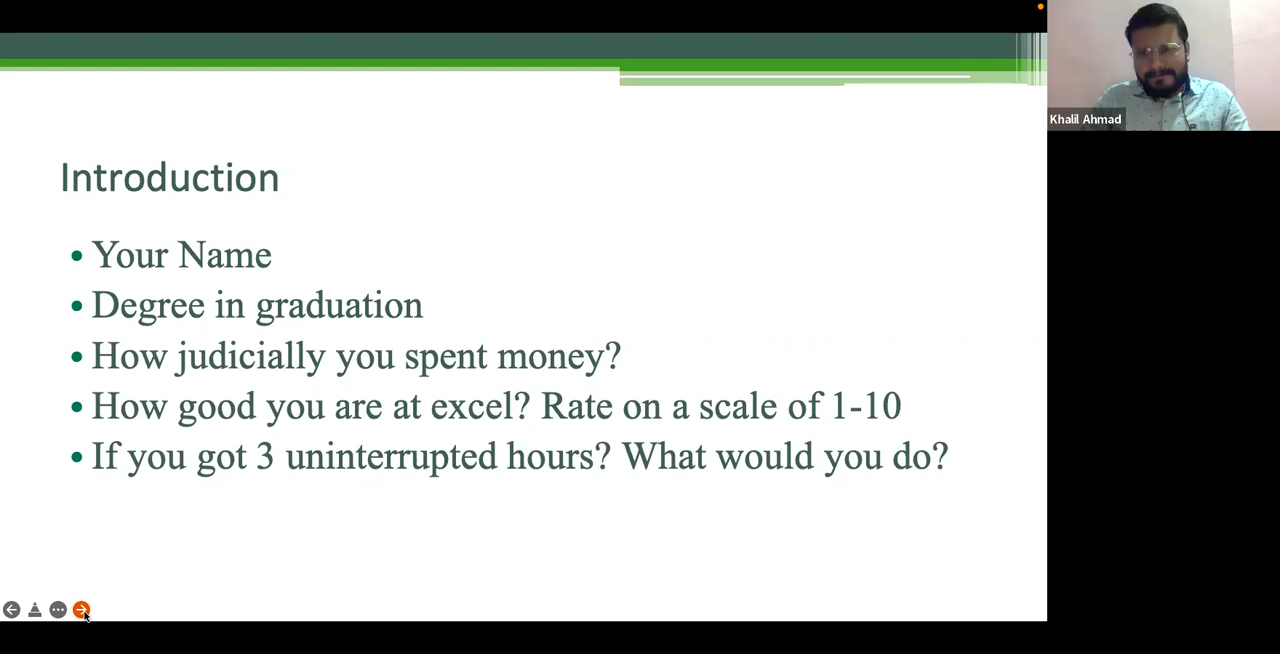 Khalil Ahmad
Introduction
• Your Name
• Degree in graduation
• How judicially you spent money?
• How good you are at excel? Rate on a scale of 1-10
• If you got 3 uninterrupted hours? What would you do?